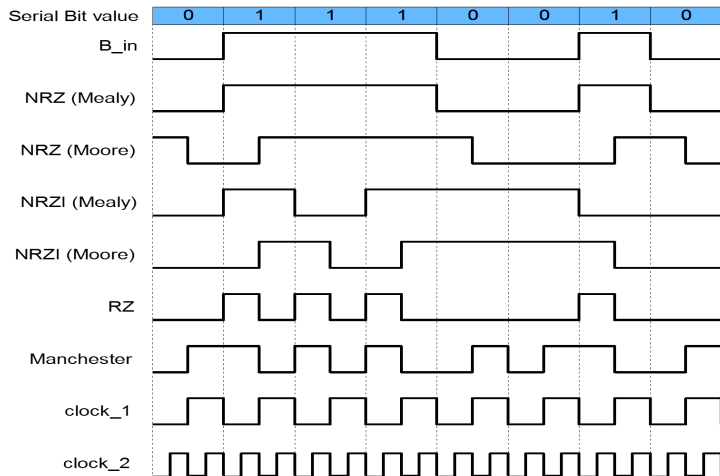 Serial Bit value 0 1 1 1 0 0 1 0
B_in
NRZ (Mealy)
NRZ (Moore)
NRZI (Mealy)
NRZI (Moore)
RZ
Manchester
clock_1
clock_2